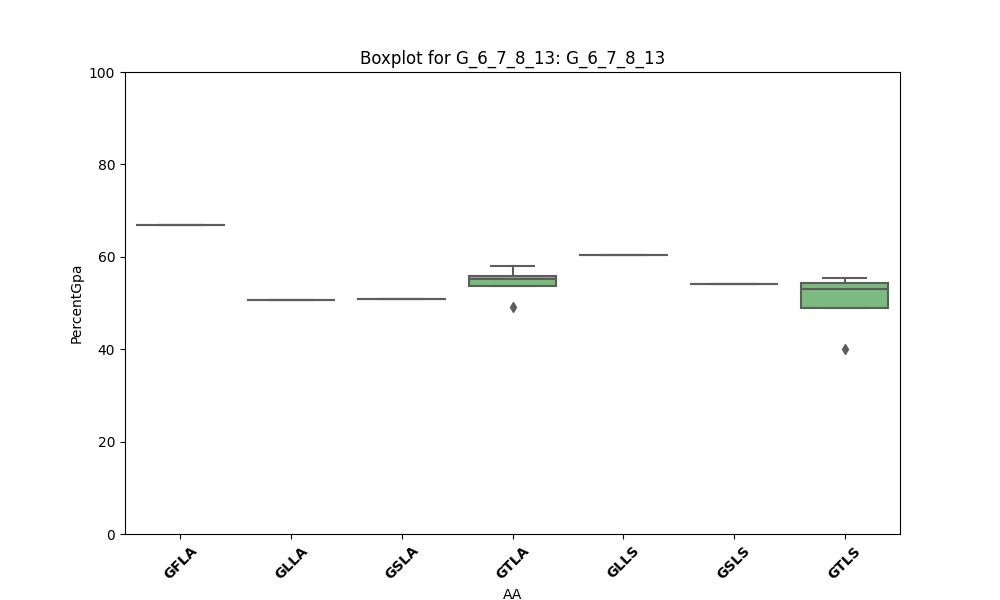 Boxplot for G_6_7_8_13: G_6_7_8_13
100
80
60
40
20
0
PercentGpa
GFLA
GLLA
GSLA
GTLA
GLLS
GSLS
GTLS
AA